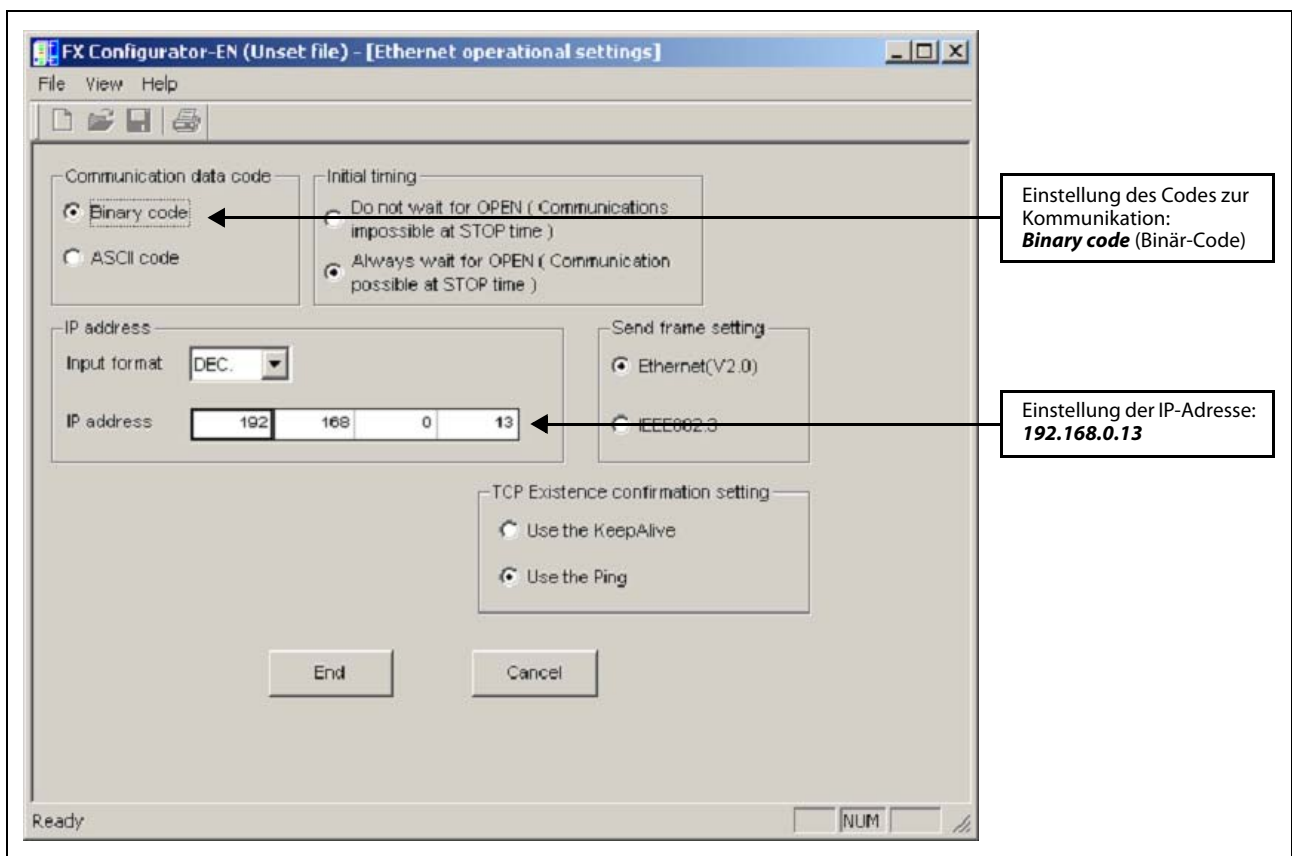 FX Configurator-EN (Unset file) - [Ethernet operational settings]
File View Help
Communication data code
Binary code
ASCII code
Initial timing
Do not wait for OPEN ( Communications
impossible at STOP time )
Always wait for OPEN ( Communication
possible at STOP time )
Einstellung des Codes zur
Kommunikation:
Binary code (Binär-Code)
IP address
Input format DEC.
IP address 192 168 0 13
Send frame setting
Ethernet(V2.0)
IEEE802.3
Einstellung der IP-Adresse:
192.168.0.13
TCP Existence confirmation setting
Use the KeepAlive
Use the Ping
End
Cancel
Ready
NUM